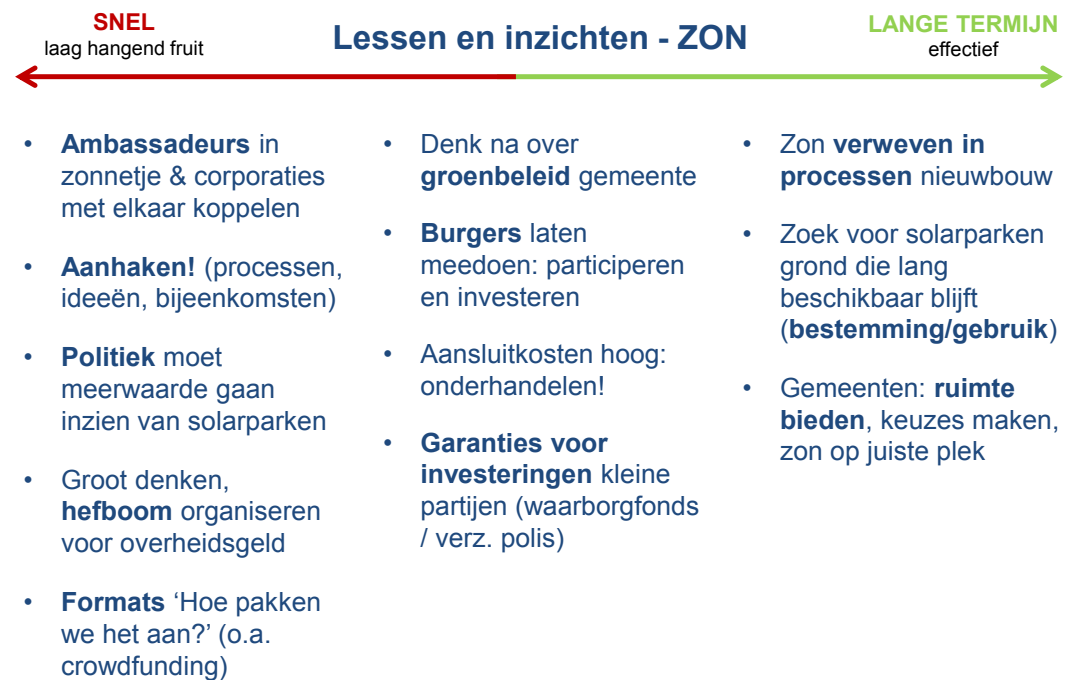 SNEL
laag hangend fruit
Lessen en inzichten - ZON
LANGE TERMIJN
effectief
• Ambassadeurs in
zonnetje & corporaties
met elkaar koppelen
• Aanhaken! (processen,
ideeën, bijeenkomsten)
• Politiek moet
meerwaarde gaan
inzien van solarparken
• Groot denken,
hefboom organiseren
voor overheidsgeld
• Formats ‘Hoe pakken
we het aan?’ (o.a.
crowdfunding)
• Denk na over
groenbeleid gemeente
• Burgers laten
meedoen: participeren
en investeren
• Aansluitkosten hoog:
onderhandelen!
• Garanties voor
investeringen kleine
partijen (waarborgfonds
/ verz. polis)
• Zon verweven in
processen nieuwbouw
• Zoek voor solarparken
grond die lang
beschikbaar blijft
(bestemming/gebruik)
• Gemeenten: ruimte
bieden, keuzes maken,
zon op juiste plek